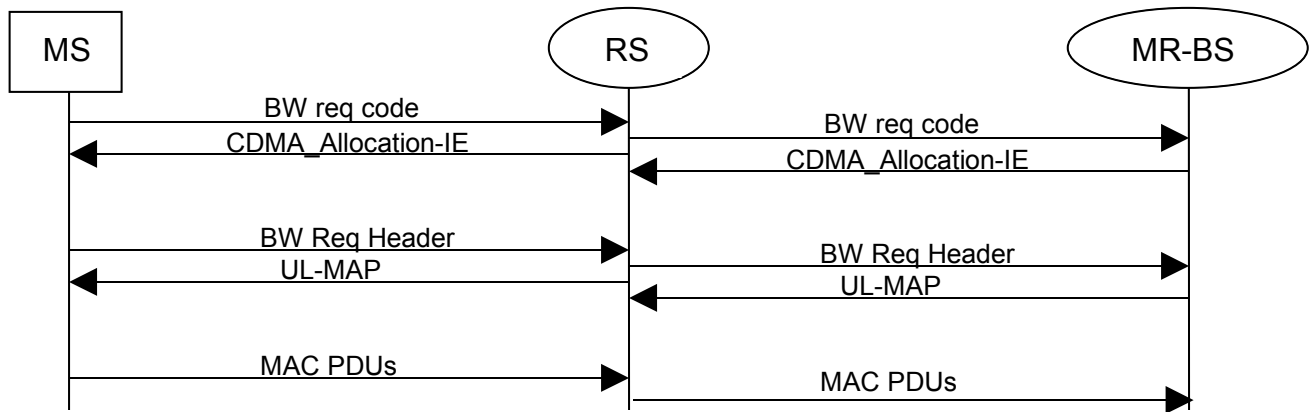 MS
RS
MR-BS
BW req code
BW req code
CDMA_Allocation-IE
CDMA_Allocation-IE
BW Req Header
BW Req Header
UL-MAP
UL-MAP
MAC PDUs
MAC PDUs